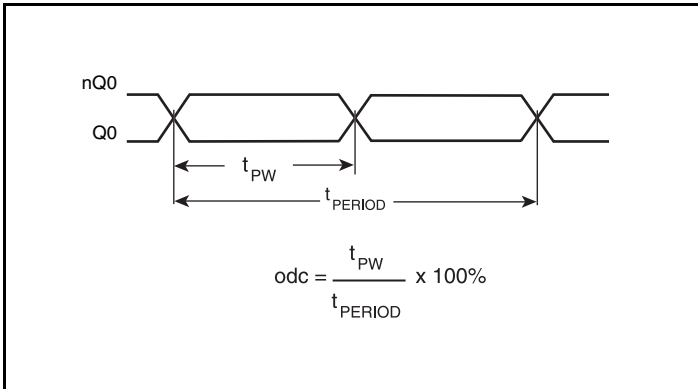 nQ0
Q0
tPW
tPERIOD
odc = tPW / tPERIOD x 100%